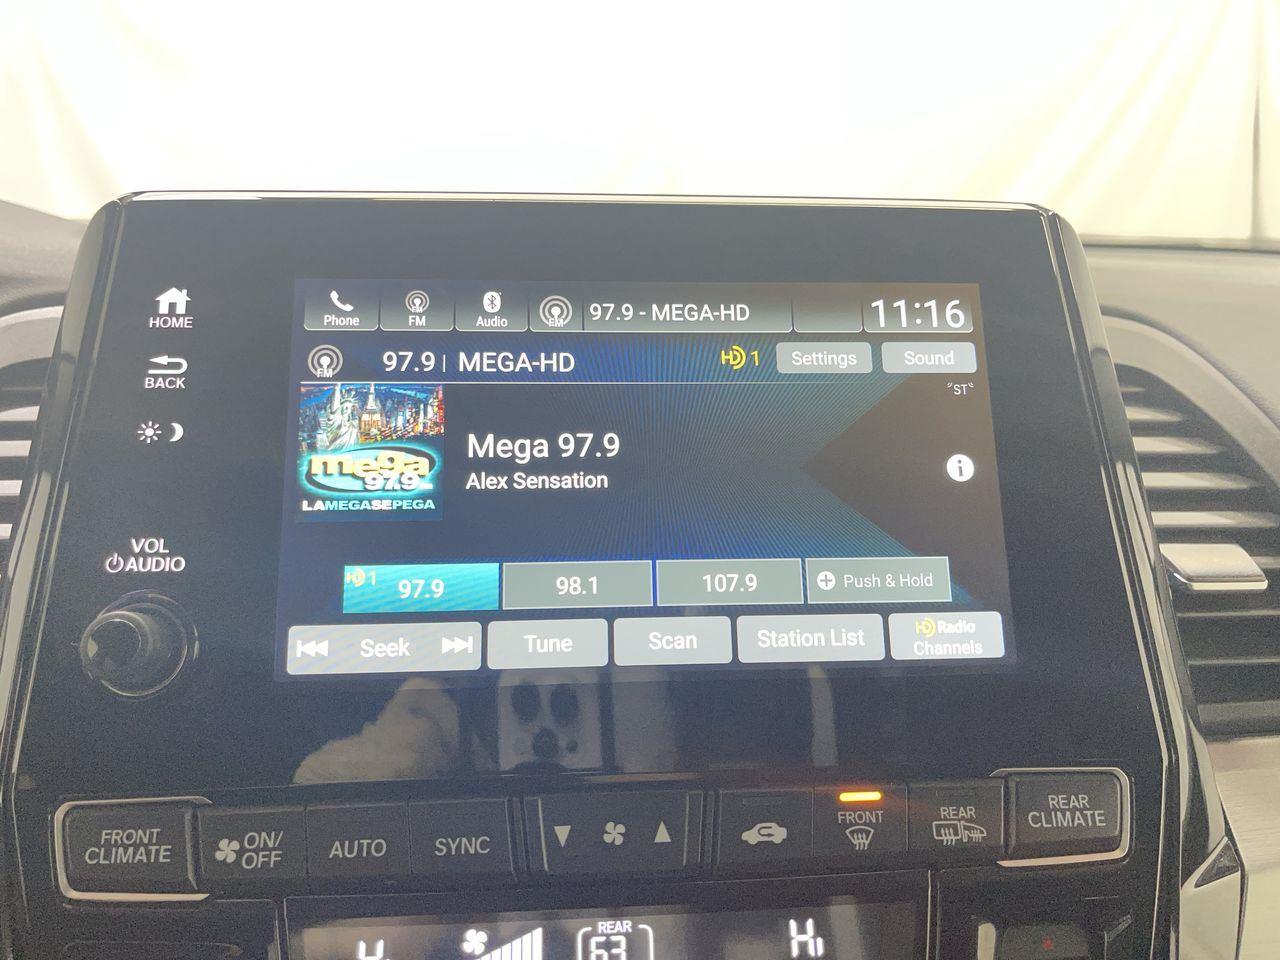 HOME
BACK
VOL
AUDIO
Phone
FM
Audio
FM
97.9 - MEGA-HD
11:16
FM
97.9 | MEGA-HD
HD 1
Settings
Sound
"ST"
mega
97.9
LAMEGASEPEGA
Mega 97.9
Alex Sensation
i
HD 1
97.9
98.1
107.9
+ Push & Hold
Seek
Tune
Scan
Station List
HD Radio
Channels
FRONT
CLIMATE
ON/
OFF
AUTO
SYNC
FRONT
REAR
REAR
CLIMATE
REAR
63
Hi